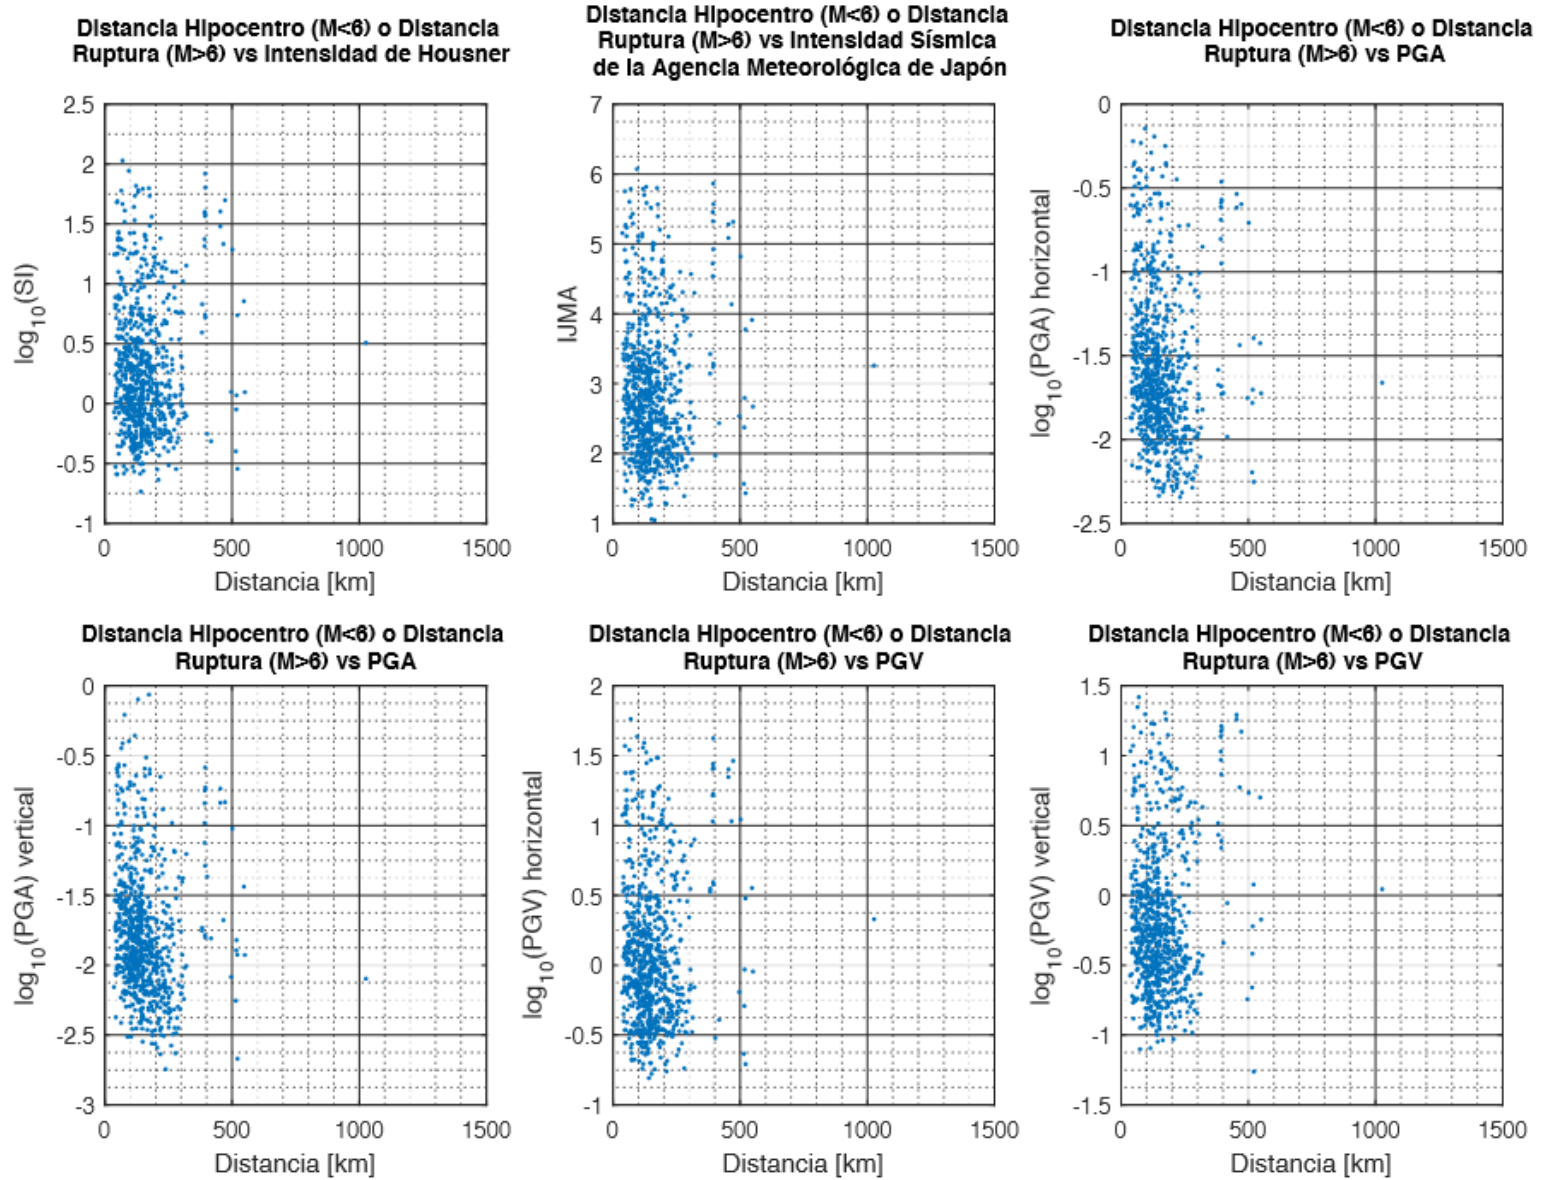 Distancia Hipocentro (M<6) o Distancia
Ruptura (M>6) vs Intensidad de Housner
2.5
2
1.5
1
0.5
0
-0.5
-1
log10(SI)
0 500 1000 1500
Distancia [km]
Distancia Hipocentro (M<6) o Distancia
Ruptura (M>6) vs Intensidad Sísmica
de la Agencia Meteorológica de Japón
7
6
5
4
3
2
1
IJMA
0 500 1000 1500
Distancia [km]
Distancia Hipocentro (M<6) o Distancia
Ruptura (M>6) vs PGA
0
-0.5
-1
-1.5
-2
-2.5
log10(PGA) horizontal
0 500 1000 1500
Distancia [km]
Distancia Hipocentro (M<6) o Distancia
Ruptura (M>6) vs PGA
0
-0.5
-1
-1.5
-2
-2.5
-3
log10(PGA) vertical
0 500 1000 1500
Distancia [km]
Distancia Hipocentro (M<6) o Distancia
Ruptura (M>6) vs PGV
2
1.5
1
0.5
0
-0.5
-1
log10(PGV) horizontal
0 500 1000 1500
Distancia [km]
Distancia Hipocentro (M<6) o Distancia
Ruptura (M>6) vs PGV
1.5
1
0.5
0
-0.5
-1
-1.5
log10(PGV) vertical
0 500 1000 1500
Distancia [km]